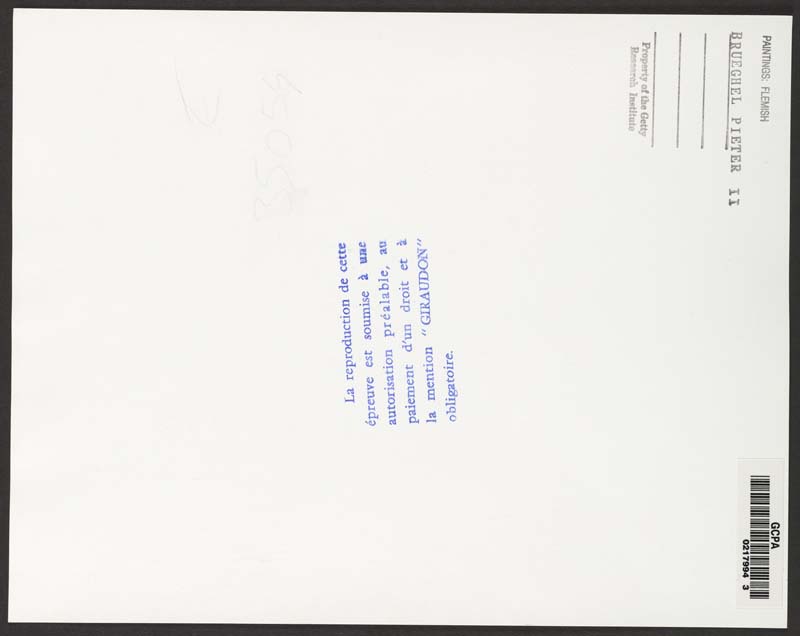 PAINTINGS: FLEMISH
BRUEGHEL PIETER II
Property of the Getty
Research Institute
La reproduction de cette
épreuve est soumise à une
autorisation préalable, au
paiement d'un droit et à
la mention "GIRAUDON"
obligatoire.
35054
GCPA
0217994 3